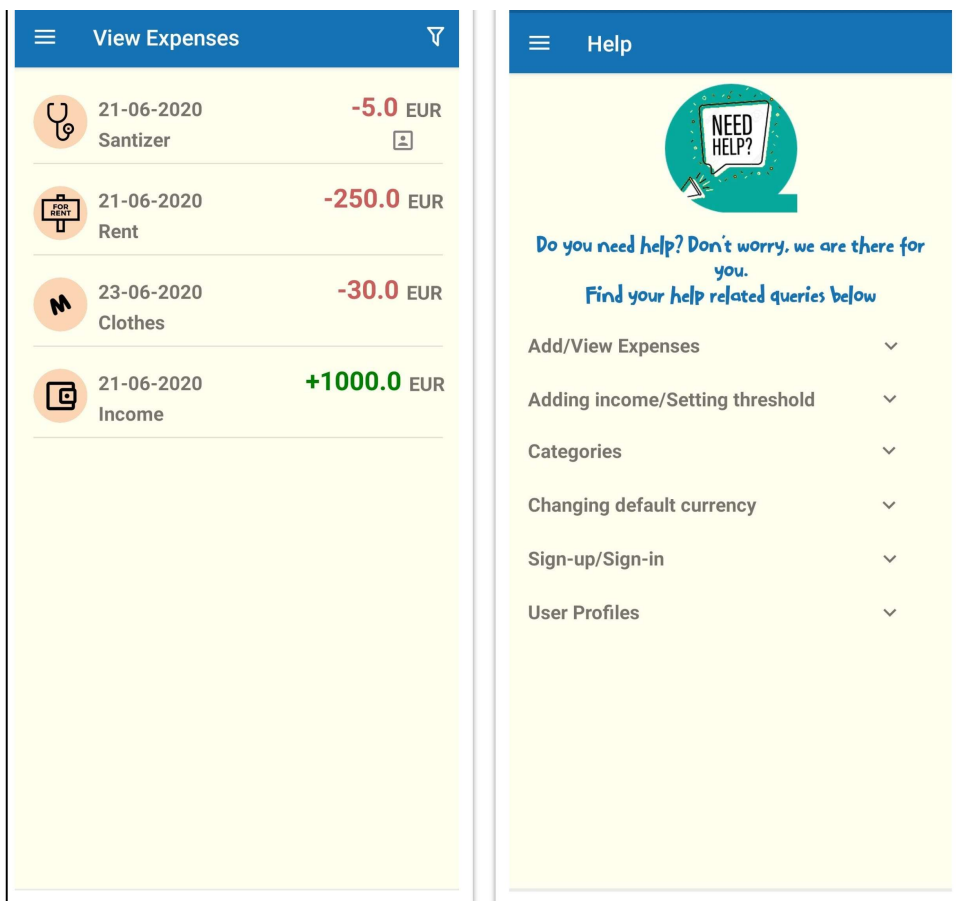 View Expenses
21-06-2020
-5.0 EUR
Santizer
FOR
RENT
21-06-2020
-250.0 EUR
Rent
M
23-06-2020
-30.0 EUR
Clothes
21-06-2020
+1000.0 EUR
Income
Help
NEED
HELP?
Do you need help? Don't worry, we are there for
you.
Find your help related queries below
Add/View Expenses
Adding income/Setting threshold
Categories
Changing default currency
Sign-up/Sign-in
User Profiles